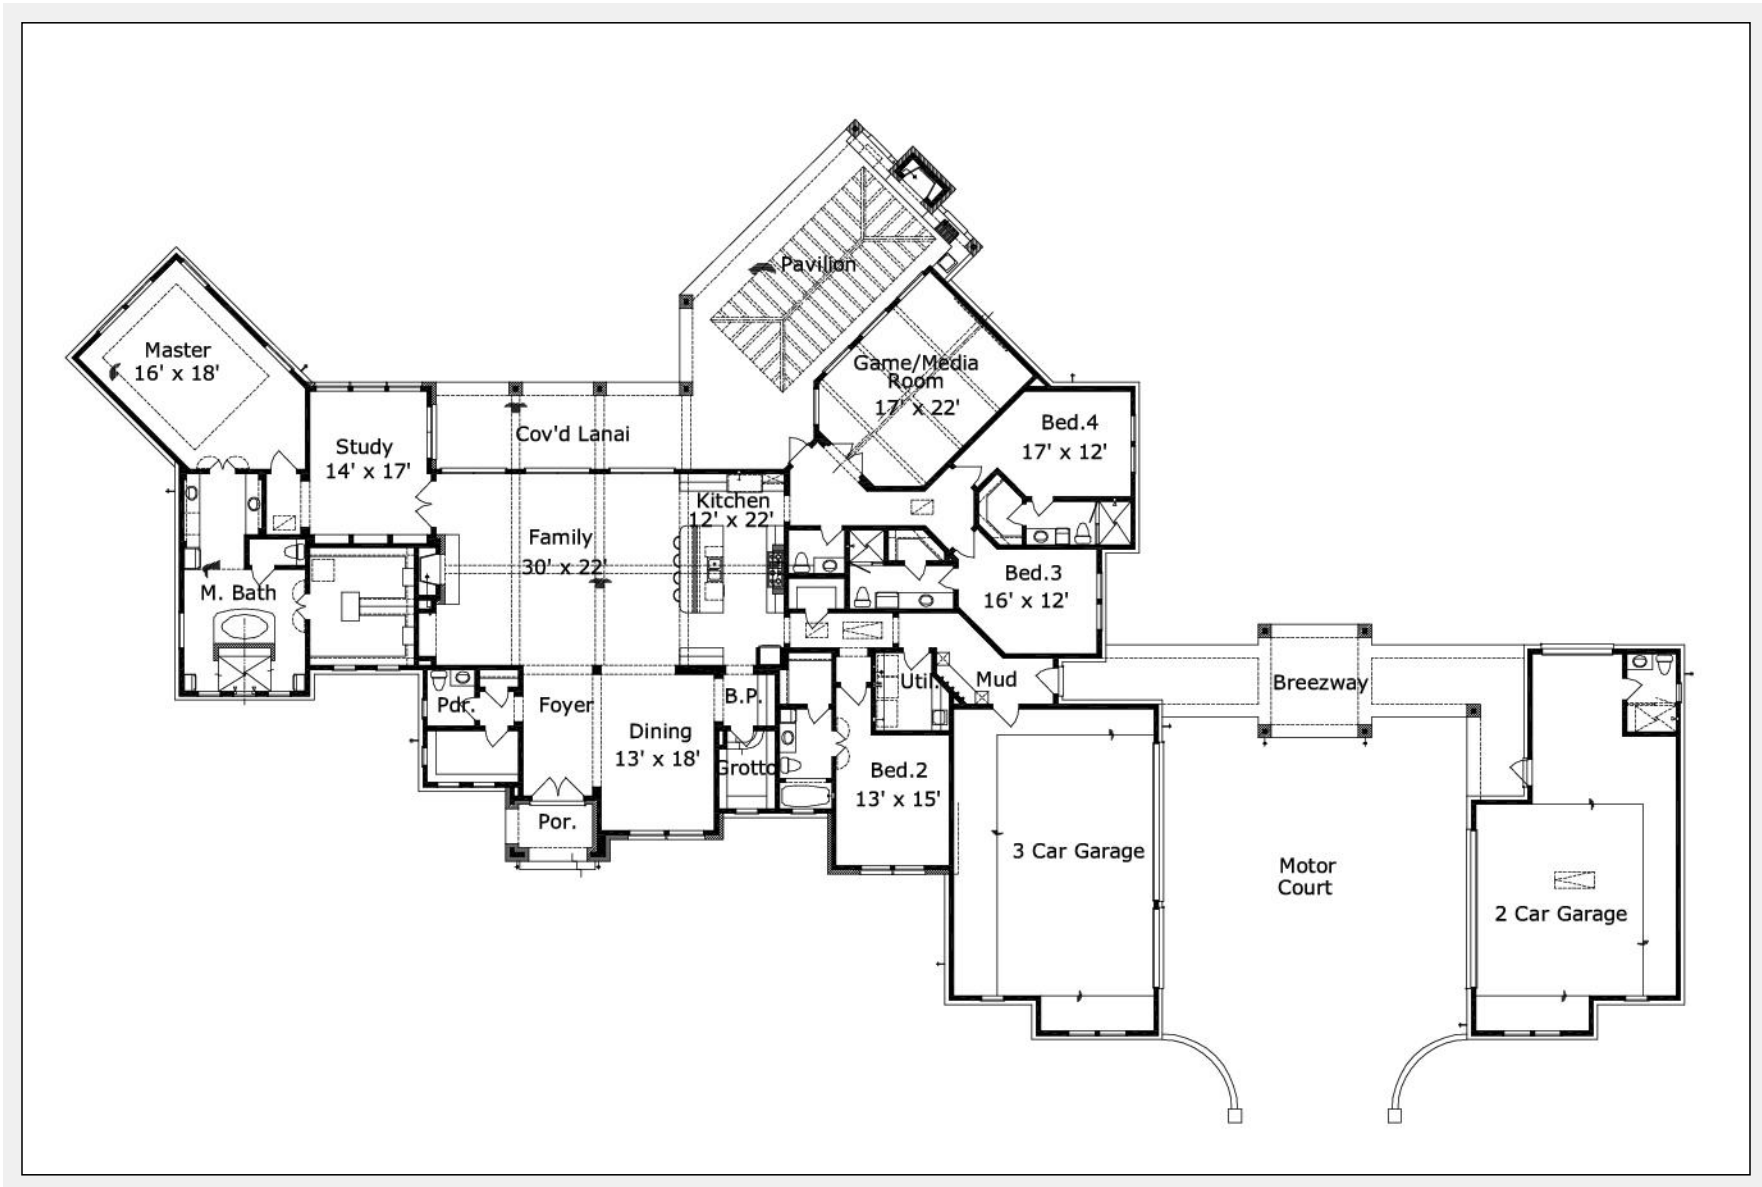 Pavilion
Master
16' x 18'
Game/Media
Room
17' x 22'
Bed.4
17' x 12'
Cov'd Lanai
Study
14' x 17'
Kitchen
12' x 22'
Family
30' x 22'
Bed.3
16' x 12'
M. Bath
Util.
Mud
Breezway
B.P.
Pdr.
Foyer
Dining
13' x 18'
Grotto
Bed.2
13' x 15'
Por.
3 Car Garage
Motor
Court
2 Car Garage